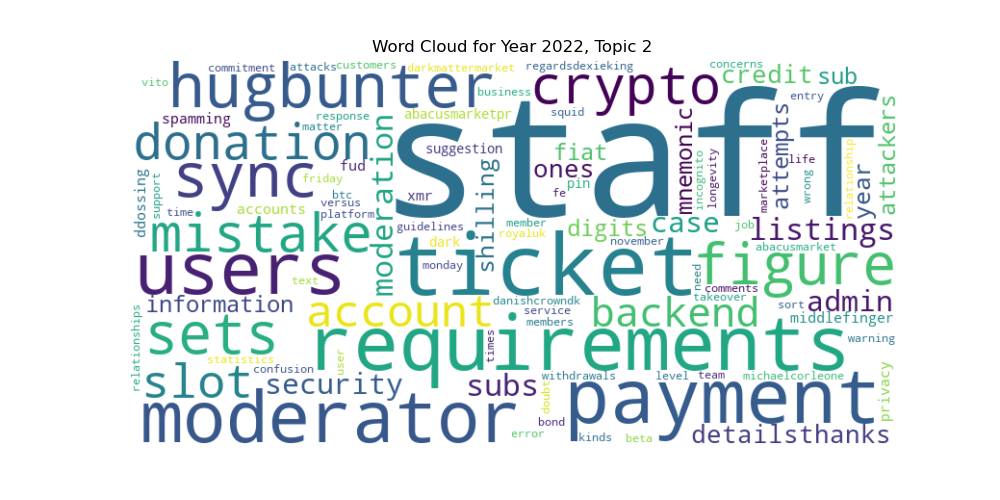 Word Cloud for Year 2022, Topic 2
vito commitment attacks customers darkmattermarket regardsdexieking concerns
hugbunter crypto credit sub
business squid entry
spamming response abacusmarketpr
donation matter moderation suggestion staff mnemonic attempts attackers
sync fud ones fiat incognito longevity marketplace life wrong relationship year
friday xmr shilling fe pin
ddossing support time accounts btc versus platform
mistake guidelines member royaluk digits case job listings
dark november abacusmarket
users monday ticket need figure
text comments
information account danishcrowndk service members backend takeover sort admin
relationships middlefinger
sets statistics user requirements times warning
confusion
slot security subs withdrawals level team michaelcorleone privacy
doubt
moderator bond payment
error kinds beta detailsthanks